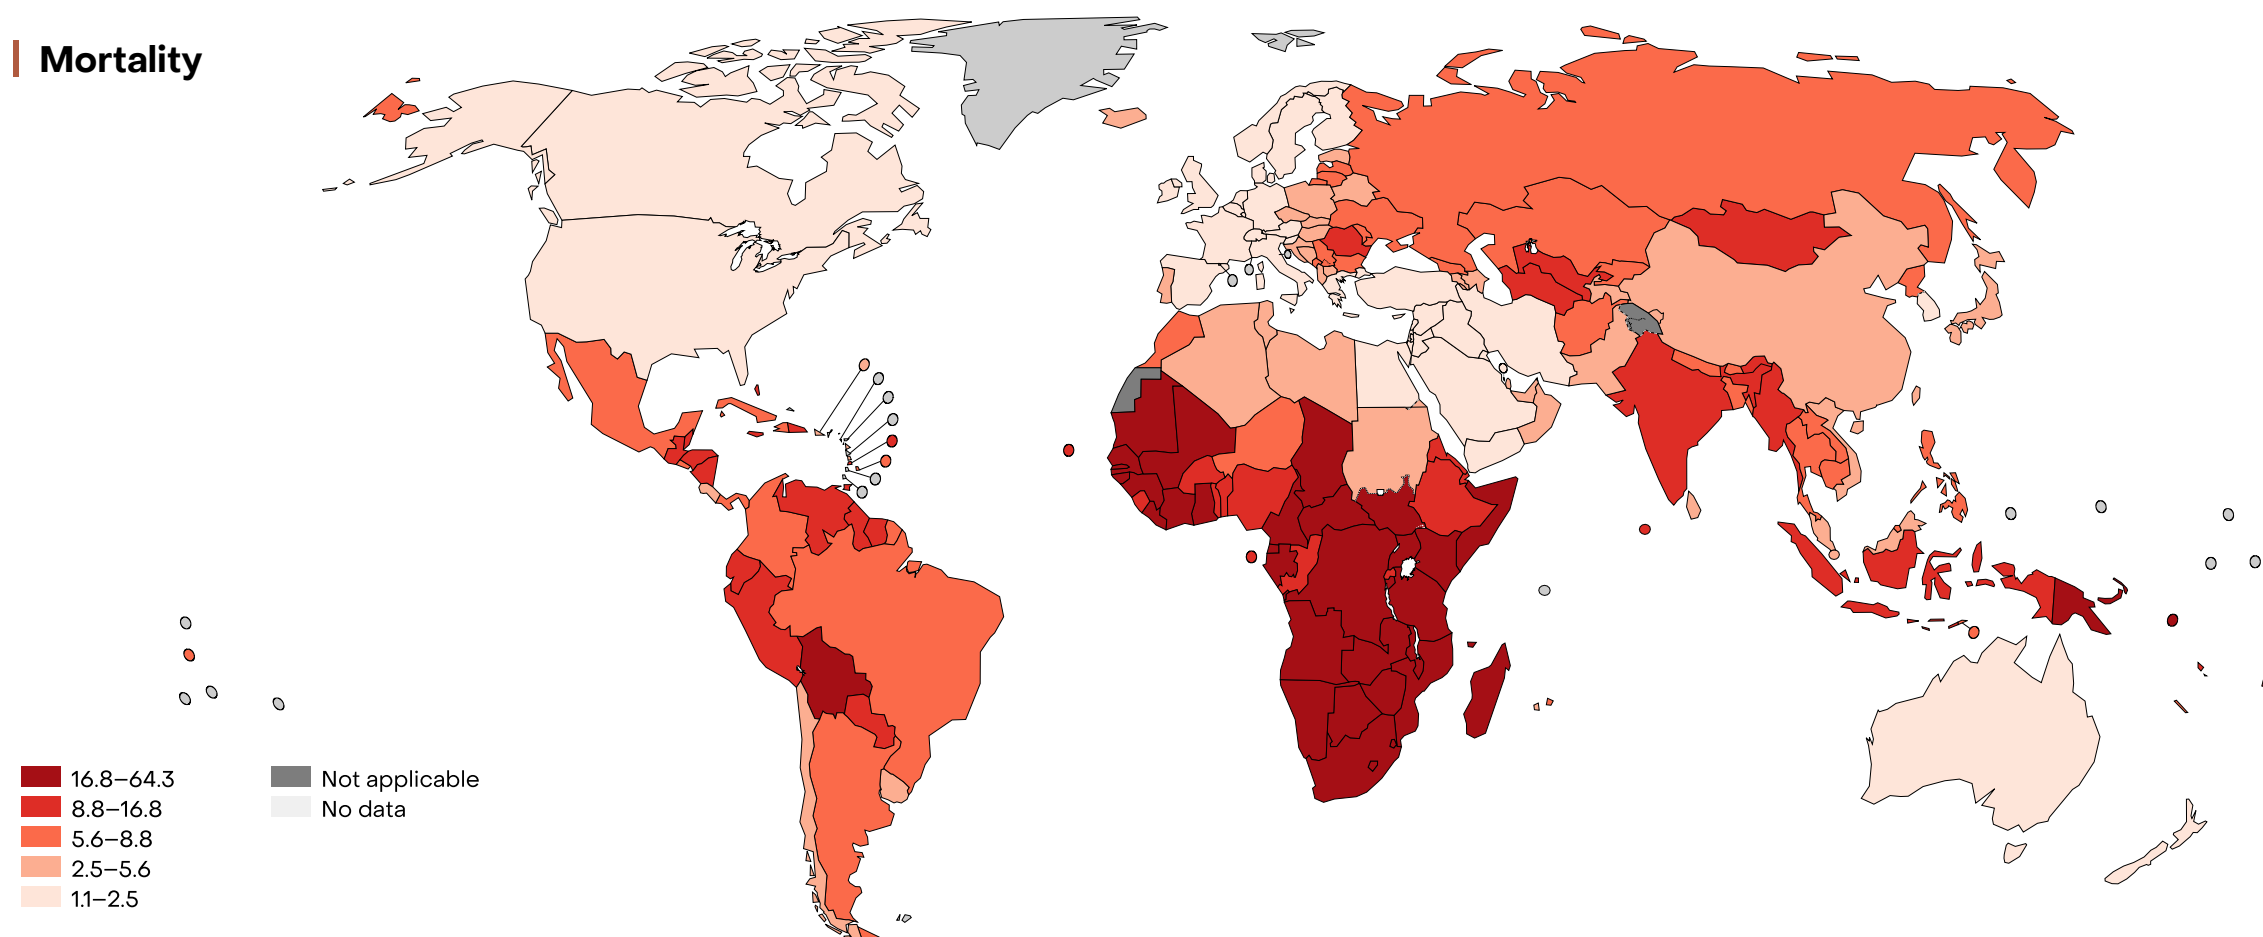 Mortality
16.8–64.3
8.8–16.8
5.6–8.8
2.5–5.6
1.1–2.5
Not applicable
No data